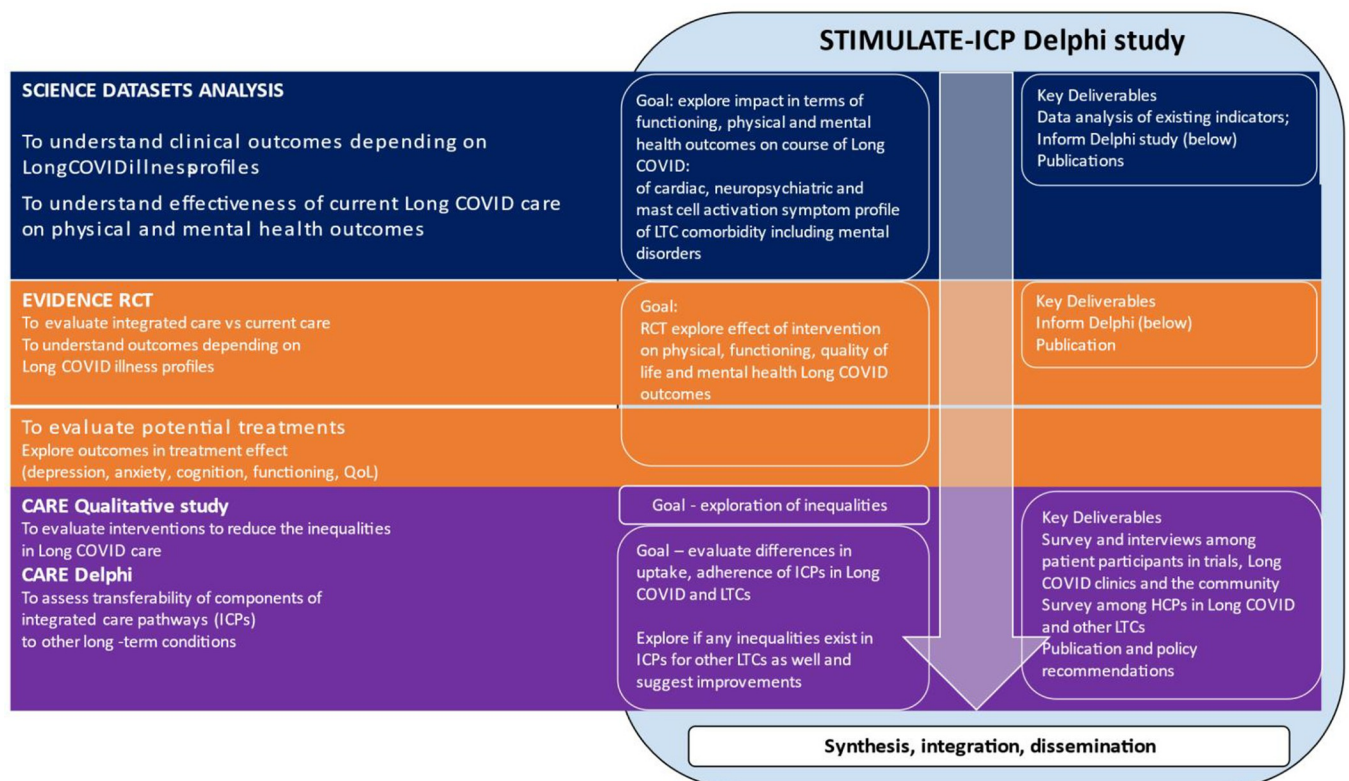 STIMULATE-ICP Delphi study
SCIENCE DATASETS ANALYSIS
To understand clinical outcomes depending on
LongCOVIDillnessprofiles
To understand effectiveness of current Long COVID care
on physical and mental health outcomes
Goal: explore impact in terms of
functioning, physical and mental
health outcomes on course of Long
COVID:
of cardiac, neuropsychiatric and
mast cell activation symptom profile
of LTC comorbidity including mental
disorders
Key Deliverables
Data analysis of existing indicators;
Inform Delphi study (below)
Publications
EVIDENCE RCT
To evaluate integrated care vs current care
To understand outcomes depending on
Long COVID illness profiles
Goal:
RCT explore effect of intervention
on physical, functioning, quality of
life and mental health Long COVID
outcomes
Key Deliverables
Inform Delphi (below)
Publication
To evaluate potential treatments
Explore outcomes in treatment effect
(depression, anxiety, cognition, functioning, QoL)
CARE Qualitative study
To evaluate interventions to reduce the inequalities
in Long COVID care
CARE Delphi
To assess transferability of components of
integrated care pathways (ICPs)
to other long -term conditions
Goal - exploration of inequalities
Goal – evaluate differences in
uptake, adherence of ICPs in Long
COVID and LTCs
Explore if any inequalities exist in
ICPs for other LTCs as well and
suggest improvements
Key Deliverables
Survey and interviews among
patient participants in trials, Long
COVID clinics and the community
Survey among HCPs in Long COVID
and other LTCs
Publication and policy
recommendations
Synthesis, integration, dissemination